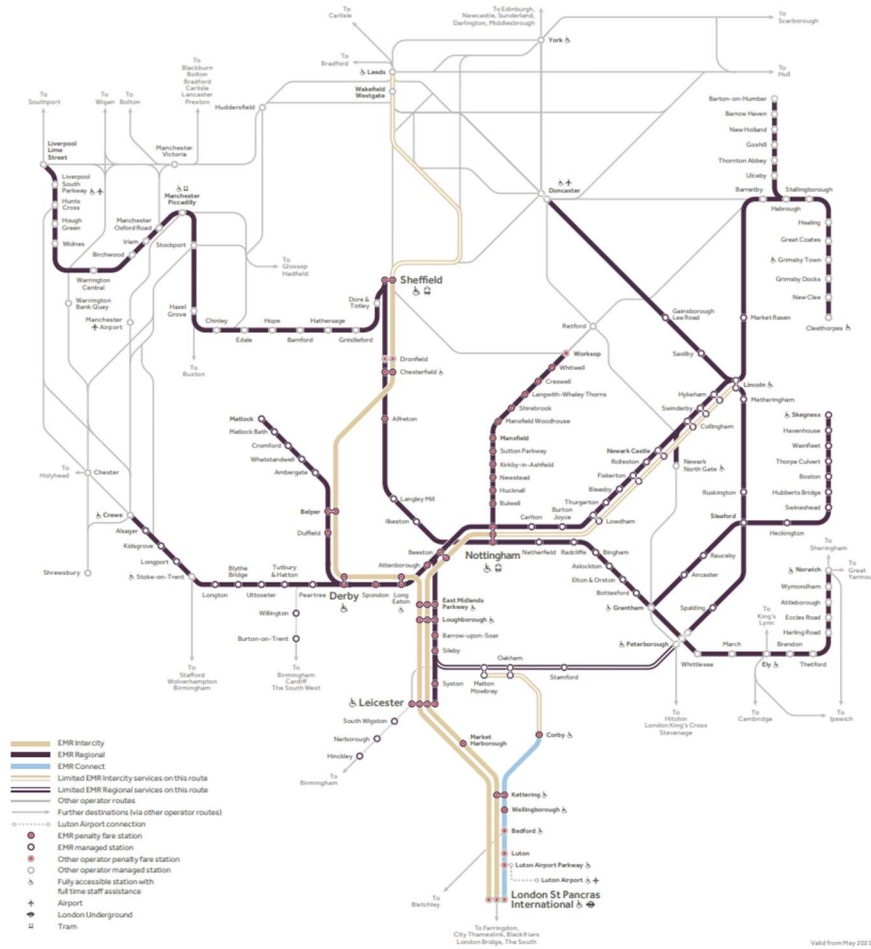 To
Carlisle
To Edinburgh,
Newcastle, Sunderland,
Darlington, Middlesbrough
To
Scarborough
York
To
Bradford
Leeds
To
Hull
Wakefield
Westgate
To
Blackburn
Bolton
Bradford
Carlisle
Lancaster
Preston
To
Southport
To
Wigan
To
Bolton
Huddersfield
Barton-on-Humber
Barrow Haven
New Holland
Goxhill
Thornton Abbey
Ulceby
Barnetby
Stallingborough
Habrough
Healing
Great Coates
Grimsby Town
Grimsby Docks
New Clee
Cleethorpes
Liverpool
Lime
Street
Manchester
Victoria
Liverpool
South
Parkway
Manchester
Piccadilly
Hunts
Cross
Hough
Green
Widnes
Manchester
Oxford Road
Irlam
Birchwood
Stockport
Warrington
Central
Warrington
Bank Quay
Manchester
Airport
To
Glossop
Hadfield
Doncaster
Sheffield
Dore &
Totley
Hazel
Grove
Chinley
Edale
Hope
Bamford
Hathersage
Grindleford
To
Buxton
Gainsborough
Lea Road
Market Rasen
Retford
Saxilby
Dronfield
Chesterfield
Worksop
Whitwell
Creswell
Langwith-Whaley Thorns
Shirebrook
Mansfield Woodhouse
Mansfield
Sutton Parkway
Kirkby-in-Ashfield
Newstead
Hucknall
Bulwell
Lincoln
Hykeham
Swinderby
Collingham
Metheringham
Skegness
Havenhouse
Wainfleet
Thorpe Culvert
Boston
Hubberts Bridge
Swineshead
Heckington
Matlock
Matlock Bath
Cromford
Whatstandwell
Ambergate
Alfreton
Newark Castle
Rolleston
Fiskerton
Bleasby
Thurgarton
Newark
North Gate
Ruskington
Sleaford
To
Holyhead
Chester
Crewe
Alsager
Kidsgrove
Longport
Stoke-on-Trent
Shrewsbury
Belper
Duffield
Langley Mill
Ilkeston
Burton
Joyce
Carlton
Lowdham
Nottingham
Netherfield
Radcliffe
Bingham
Aslockton
Elton & Orston
Bottesford
Grantham
Rauceby
Ancaster
Spalding
Beeston
Attenborough
To
Sheringham
Norwich
To
Great
Yarmou
Wymondham
Attleborough
Eccles Road
Harling Road
To
King's
Lynn
Blythe
Bridge
Tutbury
& Hatton
Longton
Uttoxeter
Peartree
Derby
Spondon
Long
Eaton
Willington
Burton-on-Trent
East Midlands
Parkway
Loughborough
Barrow-upon-Soar
Sileby
Syston
Leicester
Peterborough
Whittlesea
March
Ely
Brandon
Thetford
Oakham
Melton
Mowbray
Stamford
To
Stafford
Wolverhampton
Birmingham
To
Birmingham
Cardiff
The South West
To
Hitchin
London King's Cross
Stevenage
To
Cambridge
To
Ipswich
South Wigston
Narborough
Hinckley
To
Birmingham
Market
Harborough
Corby
Kettering
Wellingborough
Bedford
Luton
Luton Airport Parkway
Luton Airport
London St Pancras
International
To
Bletchley
To Farringdon,
City Thameslink, Blackfriars
London Bridge, The South
EMR Intercity
EMR Regional
EMR Connect
Limited EMR Intercity services on this route
Limited EMR Regional services on this route
Other operator routes
Further destinations (via other operator routes)
Luton Airport connection
EMR penalty fare station
EMR managed station
Other operator penalty fare station
Other operator managed station
Fully accessible station with
full time staff assistance
Airport
London Underground
Tram
Valid from May 2021